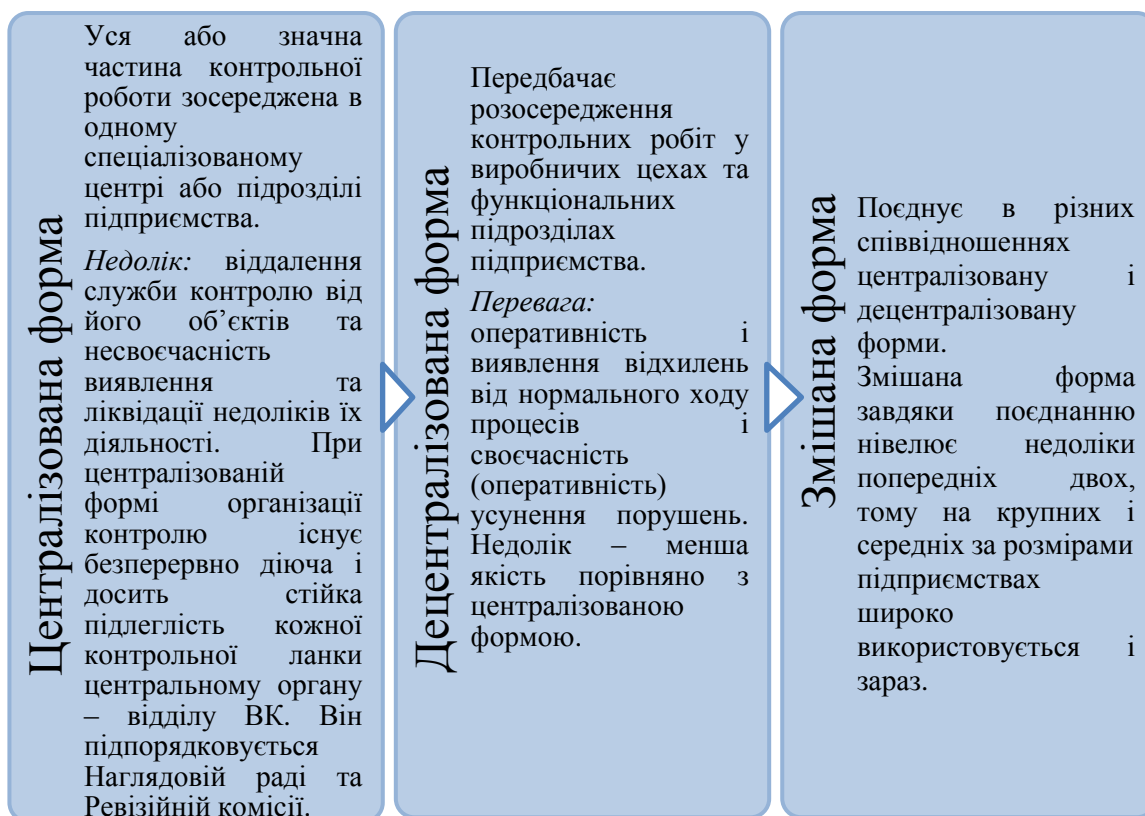 Централізована форма
Уся або значна
частина контрольної
роботи зосереджена в
одному
спеціалізованому
центрі або підрозділі
підприємства.
Недолік: віддалення
служби контролю від
його об’єктів та
несвоєчасність
виявлення та
ліквідації недоліків їх
діяльності. При
централізованій
формі організації
контролю існує
безперервно діюча і
досить стійка
підлеглість кожної
контрольної ланки
центральному органу
– відділу ВК. Він
підпорядковується
Наглядовій раді та
Ревізійній комісії.
Децентралізована форма
Передбачає
розосередження
контрольних робіт у
виробничих цехах та
функціональних
підрозділах
підприємства.
Перевага:
оперативність і
виявлення відхилень
від нормального ходу
процесів і
своєчасність
(оперативність)
усунення порушень.
Недолік – менша
якість порівняно з
централізованою
формою.
Змішана форма
Поєднує в різних
співвідношеннях
централізовану і
децентралізовану
форми.
Змішана форма
завдяки поєднанню
нівелює недоліки
попередніх двох,
тому на крупних і
середніх за розмірами
підприємствах
широко
використовується і
зараз.